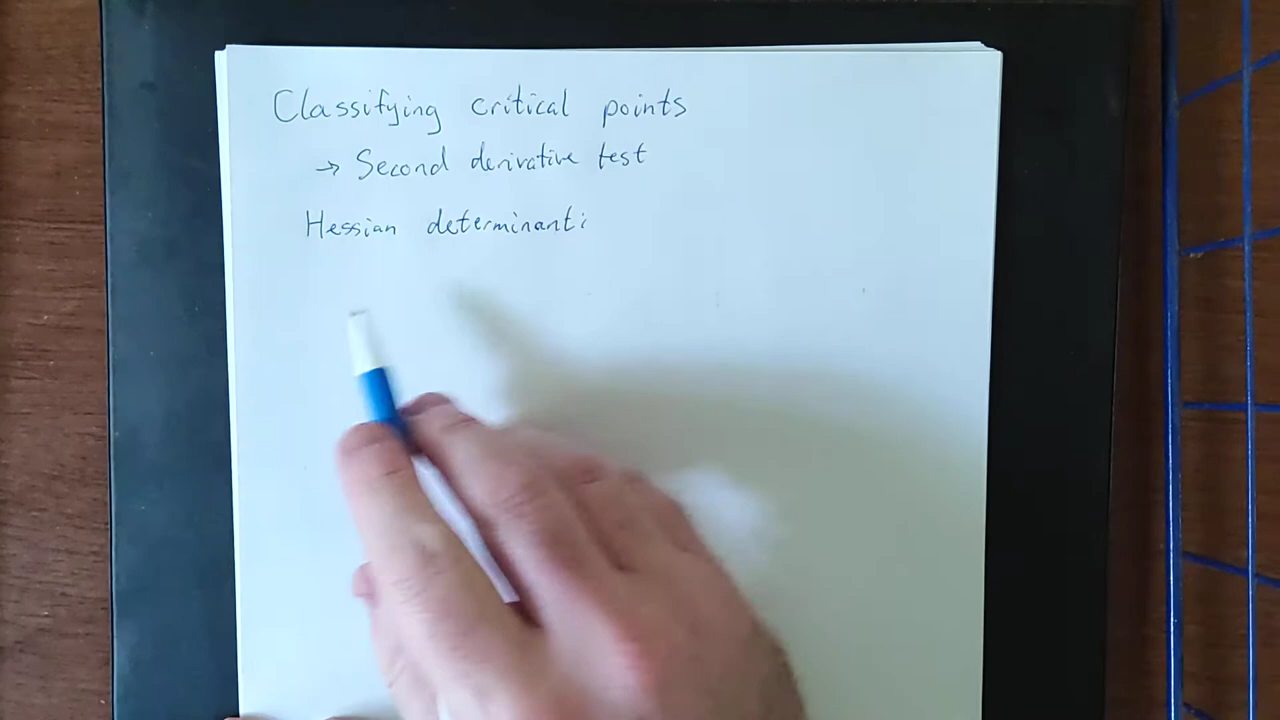 Classifying critical points
→ Second derivative test
Hessian determinant: